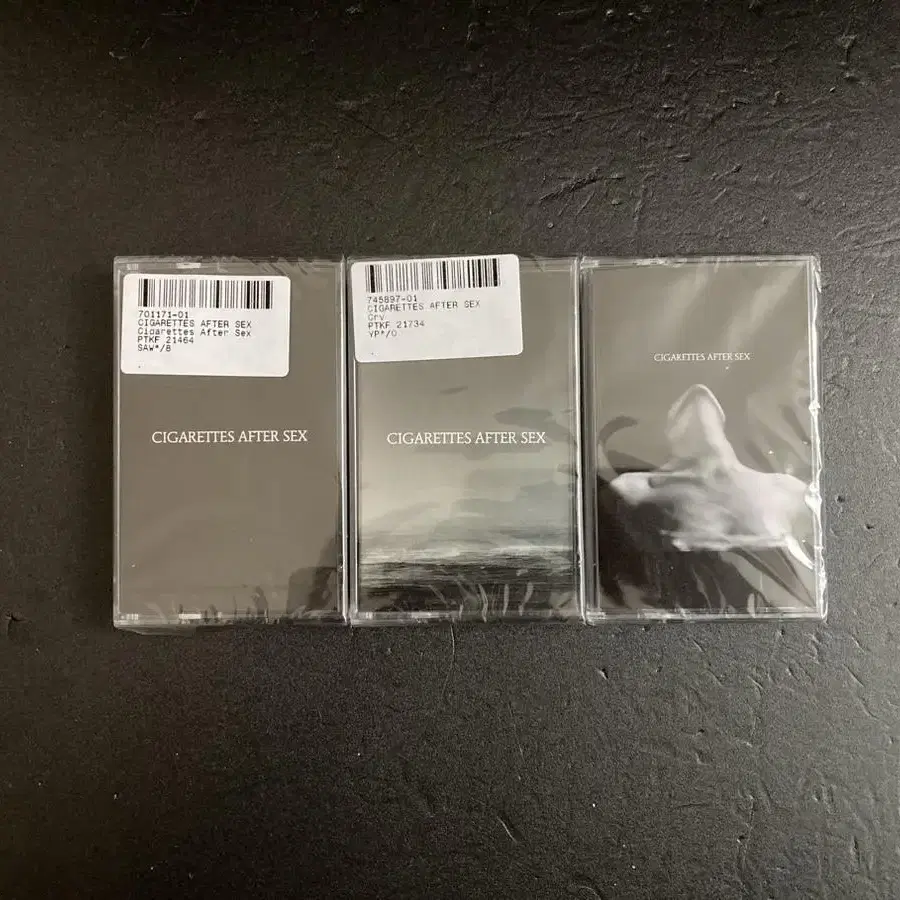 701171-01
CIGARETTES AFTER SEX
Cigarettes After Sex
PTKF 21464
SAW*/8
CIGARETTES AFTER SEX
745897-01
CIGARETTES AFTER SEX
Cry
PTKF 21734
YP*/0
CIGARETTES AFTER SEX
CIGARETTES AFTER SEX